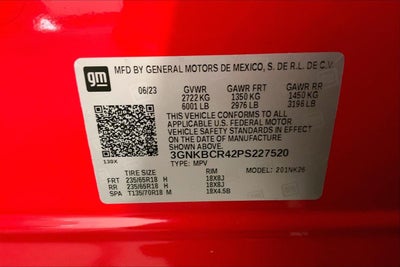 gm MFD BY GENERAL MOTORS DE MEXICO, S. DE R.L. DE C.V.
06/23 GVWR GAWR FRT GAWR RR
2722 KG 1350 KG 1450 KG
6001 LB 2976 LB 3196 LB
THIS VEHICLE CONFORMS TO ALL
APPLICABLE U.S. FEDERAL MOTOR
VEHICLE SAFETY STANDARDS IN EFFECT ON
THE DATE OF MANUFACTURE SHOWN ABOVE.
3GNKBCR42PS227520
138X TYPE: MPV
TIRE SIZE RIM MODEL: 201NK26
FRT 235/65R18 H 18X8J
RR 235/65R18 H 18X8J
SPA T135/70R18 M 18X4.5B